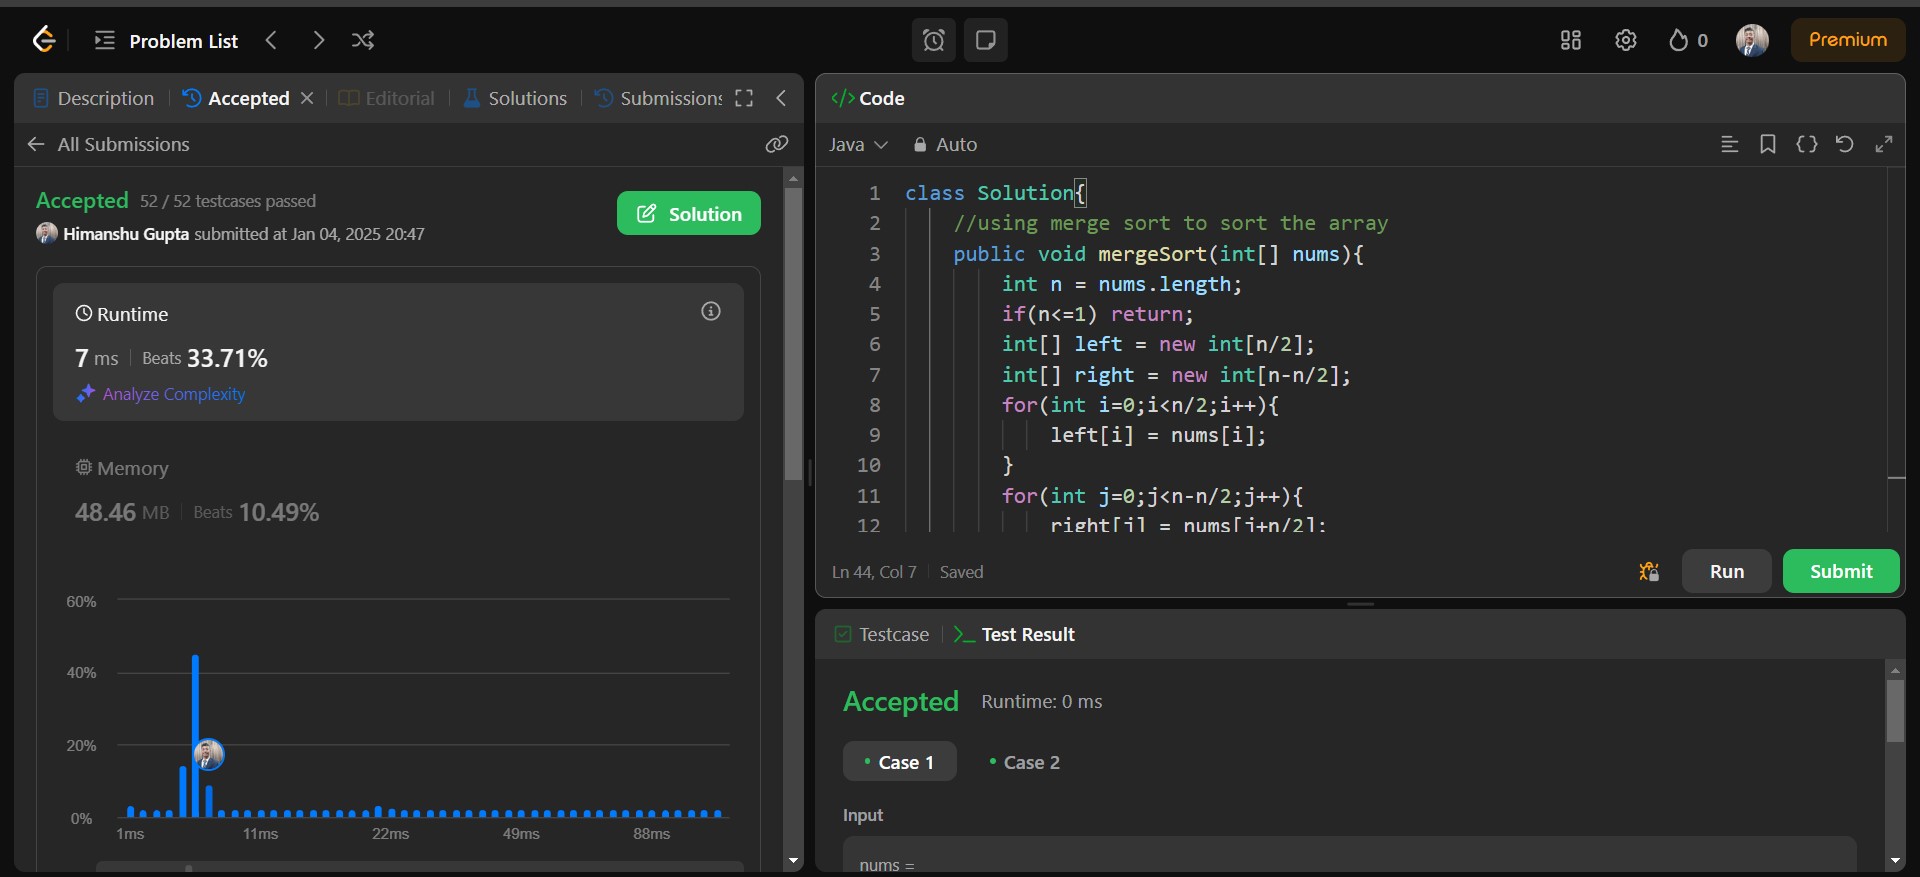 Problem List
0
Premium
Description
Accepted
Editorial
Solutions
Submissions
All Submissions
Accepted 52 / 52 testcases passed
Himanshu Gupta submitted at Jan 04, 2025 20:47
Solution
Runtime
7 ms Beats 33.71%
Analyze Complexity
Memory
48.46 MB Beats 10.49%
60%
40%
20%
0%
1ms 11ms 22ms 49ms 88ms
</> Code
Java Auto
1 class Solution{
2 //using merge sort to sort the array
3 public void mergeSort(int[] nums){
4 int n = nums.length;
5 if(n<=1) return;
6 int[] left = new int[n/2];
7 int[] right = new int[n-n/2];
8 for(int i=0;i<n/2;i++){
9 left[i] = nums[i];
10 }
11 for(int j=0;j<n-n/2;j++){
12 right[j] = nums[j+n/2];
Ln 44, Col 7 Saved
Run
Submit
Testcase
>_ Test Result
Accepted Runtime: 0 ms
• Case 1 • Case 2
Input
nums =